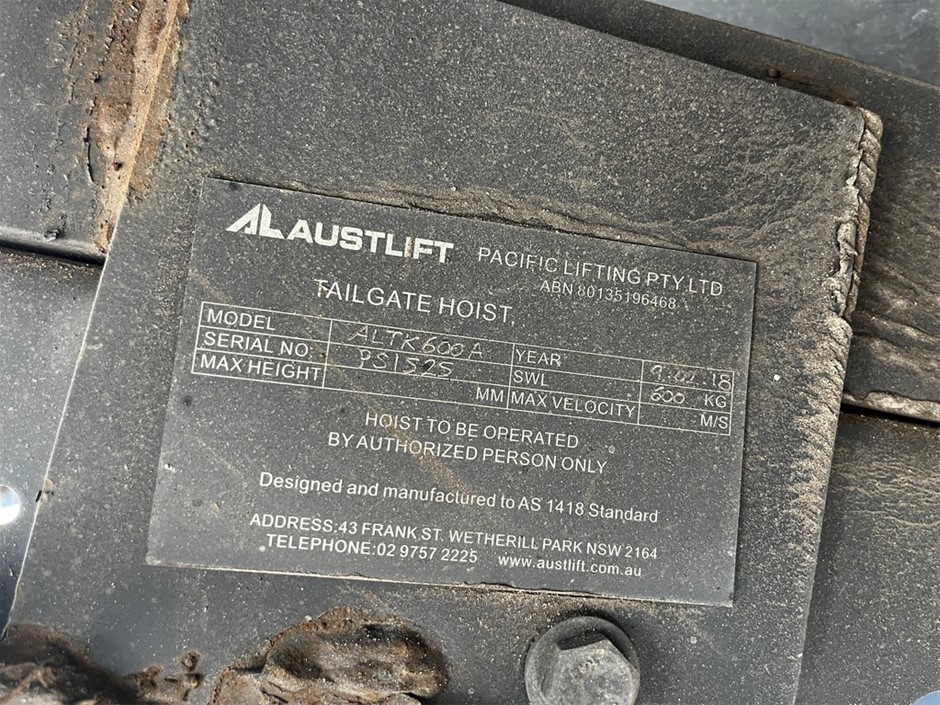 AL AUSTLIFT PACIFIC LIFTING PTY.LTD
ABN 80135196468
TAILGATE HOIST,
MODEL ALTK600A YEAR 9.02.18
SERIAL NO: PS1525 SWL 600 KG
MAX HEIGHT MM MAX VELOCITY M/S
HOIST TO BE OPERATED
BY AUTHORIZED PERSON ONLY
Designed and manufactured to AS 1418 Standard
ADDRESS:43 FRANK ST. WETHERILL PARK NSW 2164
TELEPHONE:02 9757 2225 www.austlift.com.au